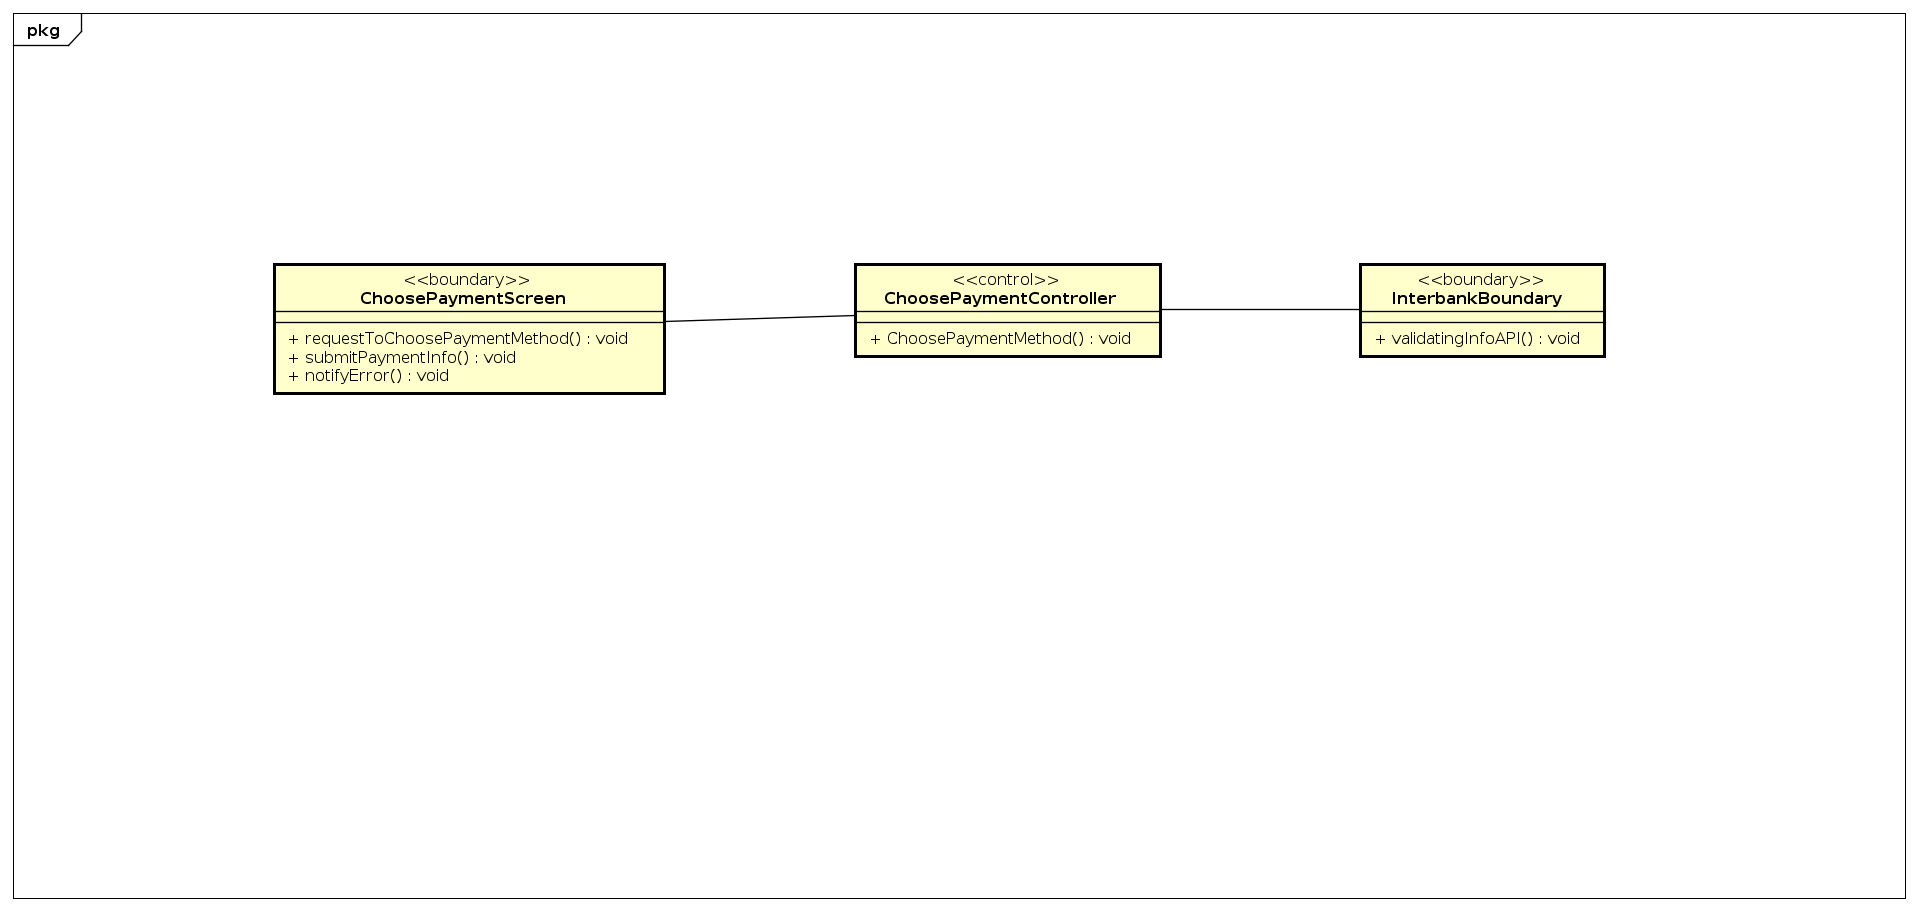 pkg
<<boundary>>
ChoosePaymentScreen
+ requestToChoosePaymentMethod() : void
+ submitPaymentInfo() : void
+ notifyError() : void
<<control>>
ChoosePaymentController
+ ChoosePaymentMethod() : void
<<boundary>>
InterbankBoundary
+ validatingInfoAPI() : void